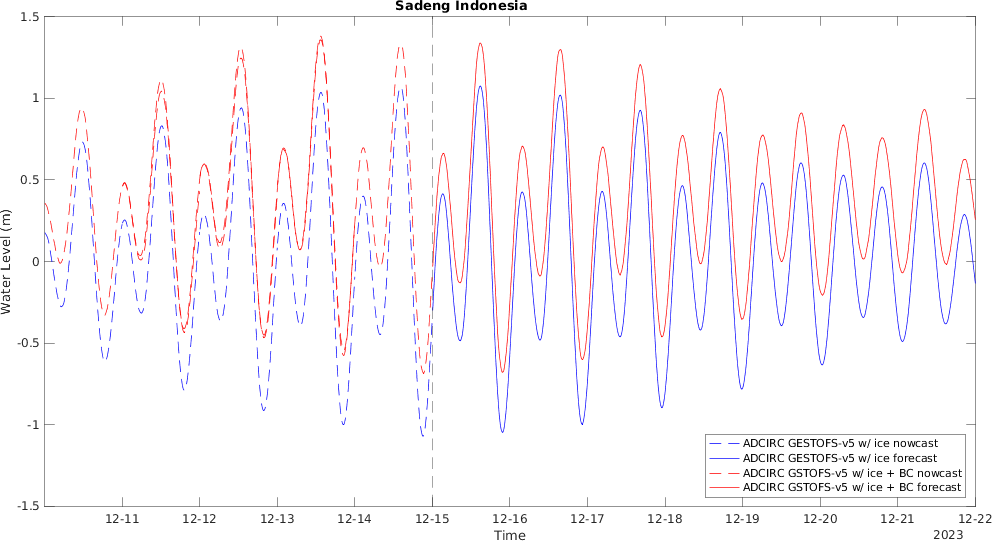 Sadeng Indonesia
1.5
1
0.5
0
-0.5
-1
-1.5
Water Level (m)
ADCIRC GESTOFS-v5 w/ ice nowcast
ADCIRC GESTOFS-v5 w/ ice forecast
ADCIRC GSTOFS-v5 w/ ice + BC nowcast
ADCIRC GSTOFS-v5 w/ ice + BC forecast
12-11 12-12 12-13 12-14 12-15 12-16 12-17 12-18 12-19 12-20 12-21 12-22
Time
2023